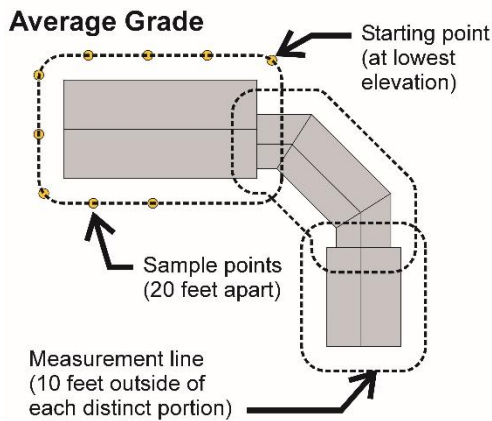 Average Grade
Starting point
(at lowest
elevation)
Sample points
(20 feet apart)
Measurement line
(10 feet outside of
each distinct portion)